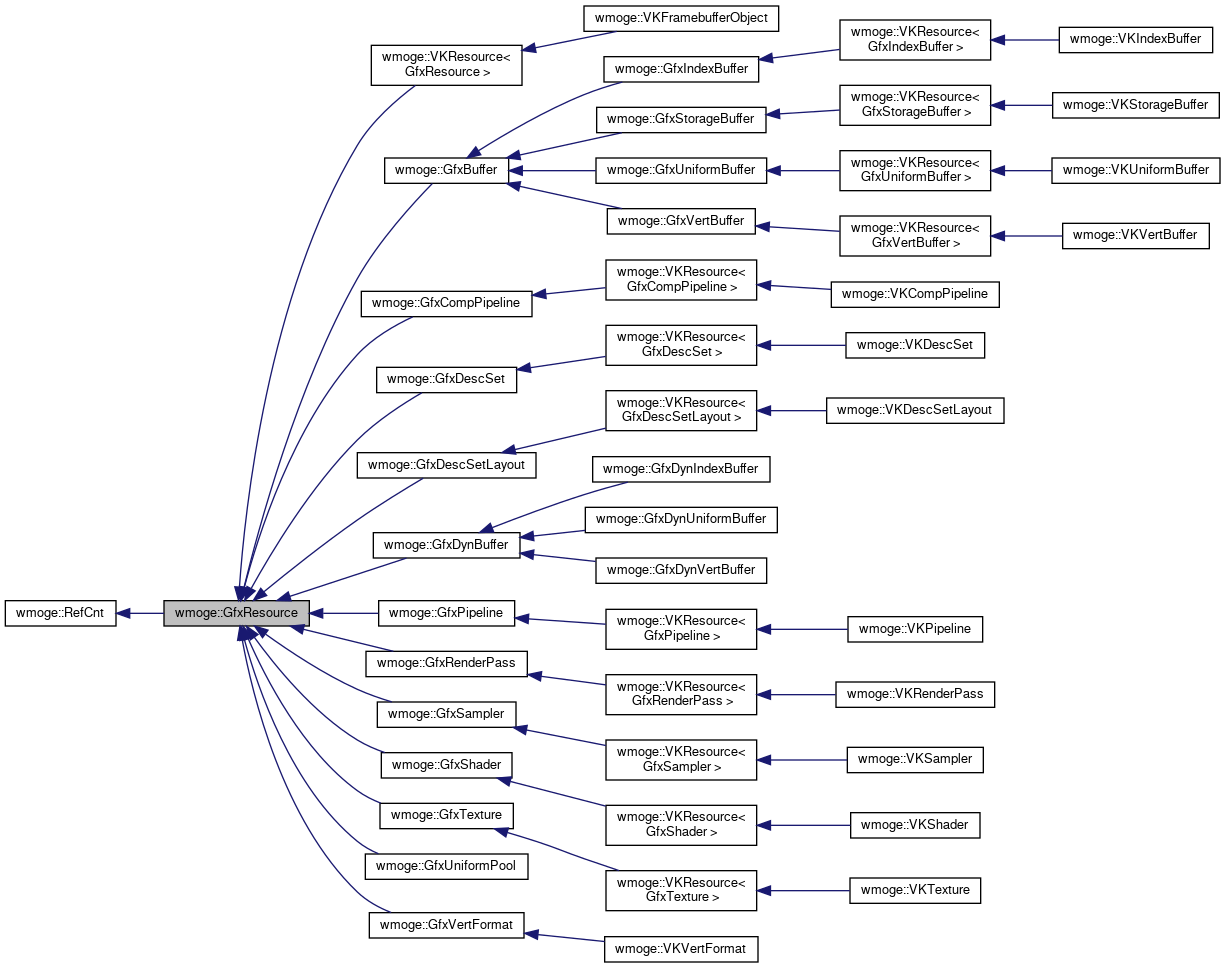 wmoge::RefCnt
wmoge::GfxResource
wmoge::VKResource<
GfxResource >
wmoge::VKFramebufferObject
wmoge::GfxBuffer
wmoge::GfxIndexBuffer
wmoge::VKResource<
GfxIndexBuffer >
wmoge::VKIndexBuffer
wmoge::GfxStorageBuffer
wmoge::VKResource<
GfxStorageBuffer >
wmoge::VKStorageBuffer
wmoge::GfxUniformBuffer
wmoge::VKResource<
GfxUniformBuffer >
wmoge::VKUniformBuffer
wmoge::GfxVertBuffer
wmoge::VKResource<
GfxVertBuffer >
wmoge::VKVertBuffer
wmoge::GfxCompPipeline
wmoge::VKResource<
GfxCompPipeline >
wmoge::VKCompPipeline
wmoge::GfxDescSet
wmoge::VKResource<
GfxDescSet >
wmoge::VKDescSet
wmoge::GfxDescSetLayout
wmoge::VKResource<
GfxDescSetLayout >
wmoge::VKDescSetLayout
wmoge::GfxDynBuffer
wmoge::GfxDynIndexBuffer
wmoge::GfxDynUniformBuffer
wmoge::GfxDynVertBuffer
wmoge::GfxPipeline
wmoge::VKResource<
GfxPipeline >
wmoge::VKPipeline
wmoge::GfxRenderPass
wmoge::VKResource<
GfxRenderPass >
wmoge::VKRenderPass
wmoge::GfxSampler
wmoge::VKResource<
GfxSampler >
wmoge::VKSampler
wmoge::GfxShader
wmoge::VKResource<
GfxShader >
wmoge::VKShader
wmoge::GfxTexture
wmoge::VKResource<
GfxTexture >
wmoge::VKTexture
wmoge::GfxUniformPool
wmoge::GfxVertFormat
wmoge::VKVertFormat